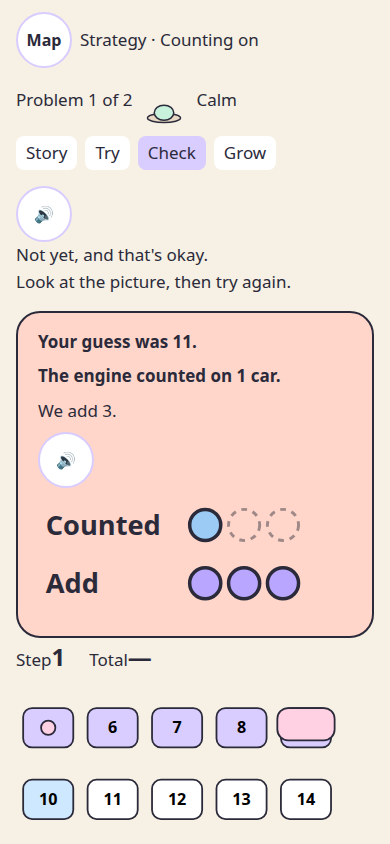 Map Strategy · Counting on
Problem 1 of 2 Calm
Story Try Check Grow
Not yet, and that's okay.
Look at the picture, then try again.
Your guess was 11.
The engine counted on 1 car.
We add 3.
Counted
Add
Step 1 Total —
6 7 8
10 11 12 13 14